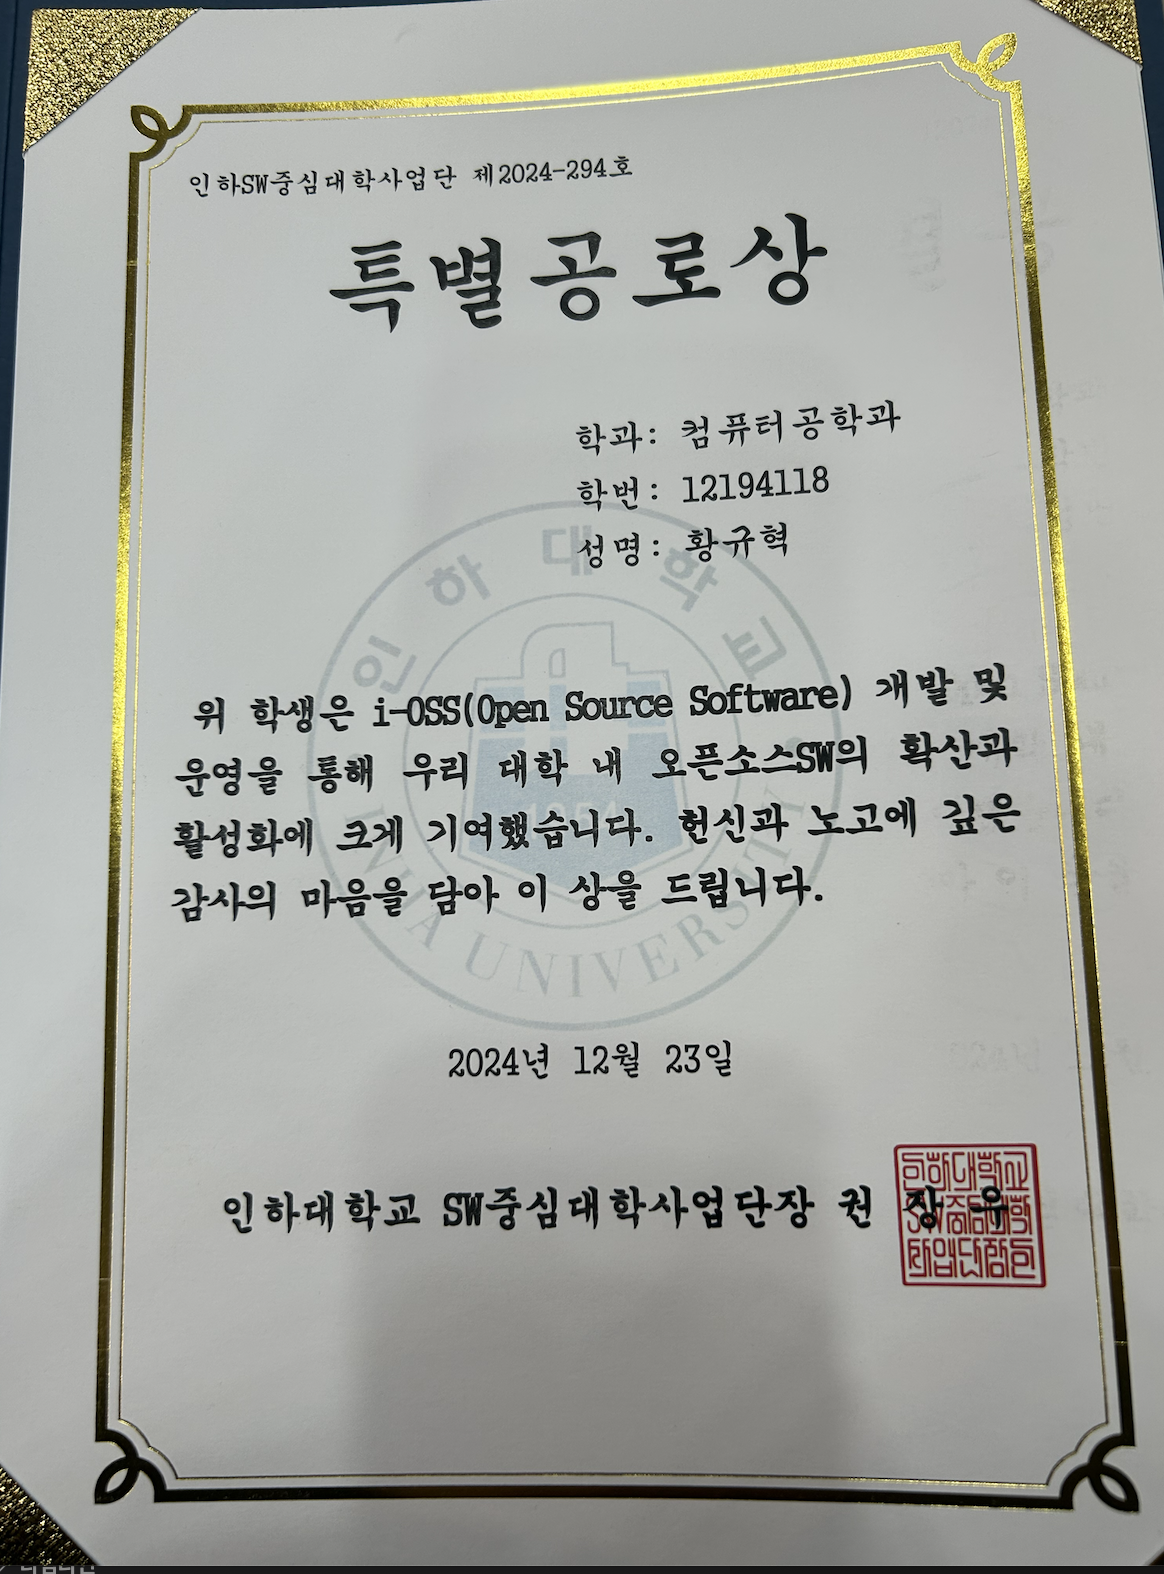 인하SW중심대학사업단 제2024-294호
특별공로상
학과: 컴퓨터공학과
학번: 12194118
성명: 황규혁
인하대학교
위 학생은 i-OSS(Open Source Software) 개발 및
운영을 통해 우리 대학 내 오픈소스SW의 확산과
활성화에 크게 기여했습니다. 헌신과 노고에 깊은
감사의 마음을 담아 이 상을 드립니다.
1954
INHA UNIVERSITY
2024년 12월 23일
인하대학교 SW중심대학사업단장 권 장 우
인하대학교
SW중심대학
사업단장인